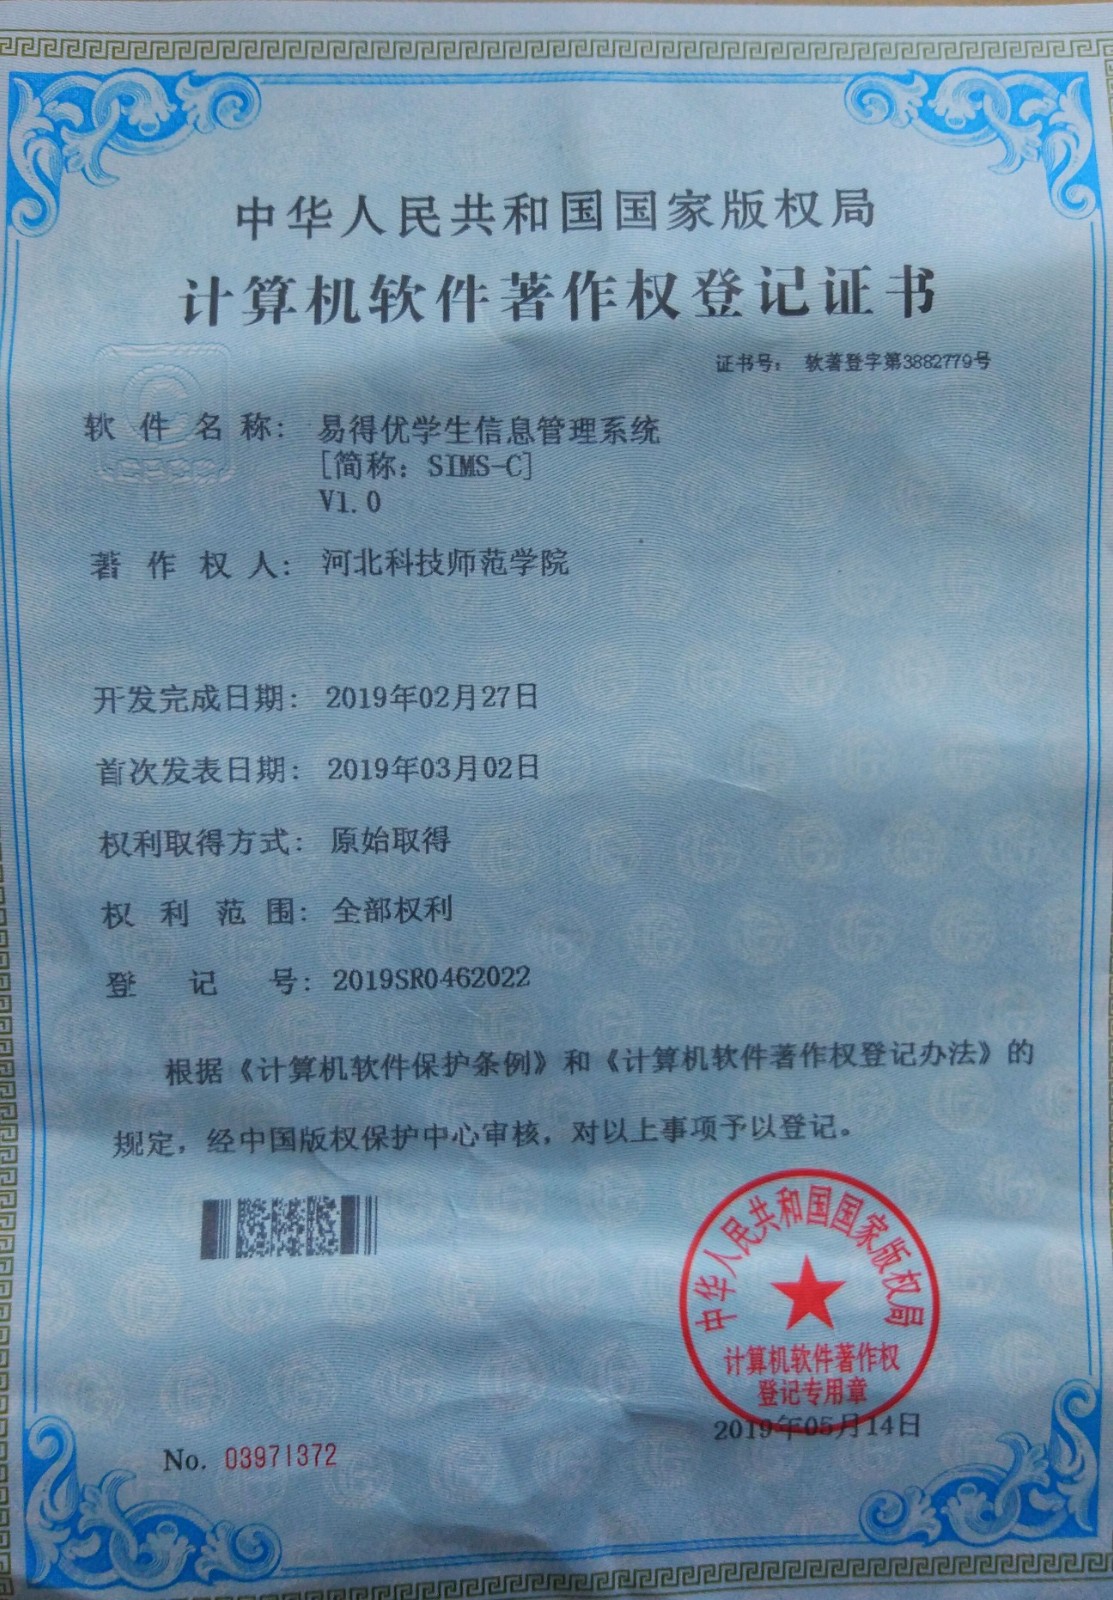 中华人民共和国国家版权局
计算机软件著作权登记证书
证书号： 软著登字第3882779号
软件名称： 易得优学生信息管理系统
[简称：SIMS-C]
V1.0
著作权人： 河北科技师范学院
开发完成日期： 2019年02月27日
首次发表日期： 2019年03月02日
权利取得方式： 原始取得
权利范围： 全部权利
登记号： 2019SR0462022
根据《计算机软件保护条例》和《计算机软件著作权登记办法》的
规定，经中国版权保护中心审核，对以上事项予以登记。
中华人民共和国国家版权局
计算机软件著作权
登记专用章
2019年05月14日
No. 03971372